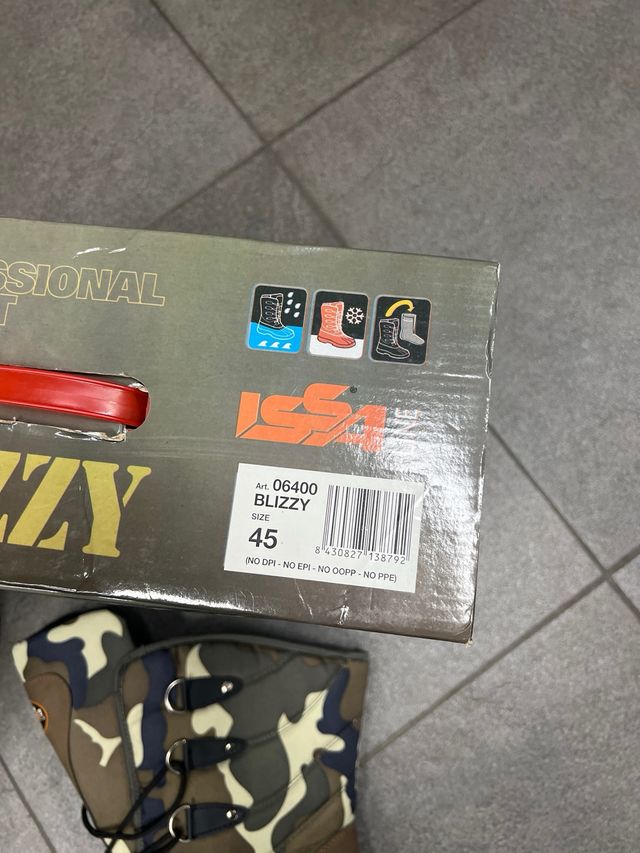 SSIONAL
T
ISSA
ZZY
Art. 06400
BLIZZY
SIZE
45
8 430827 138792
(NO DPI - NO EPI - NO OOPP - NO PPE)